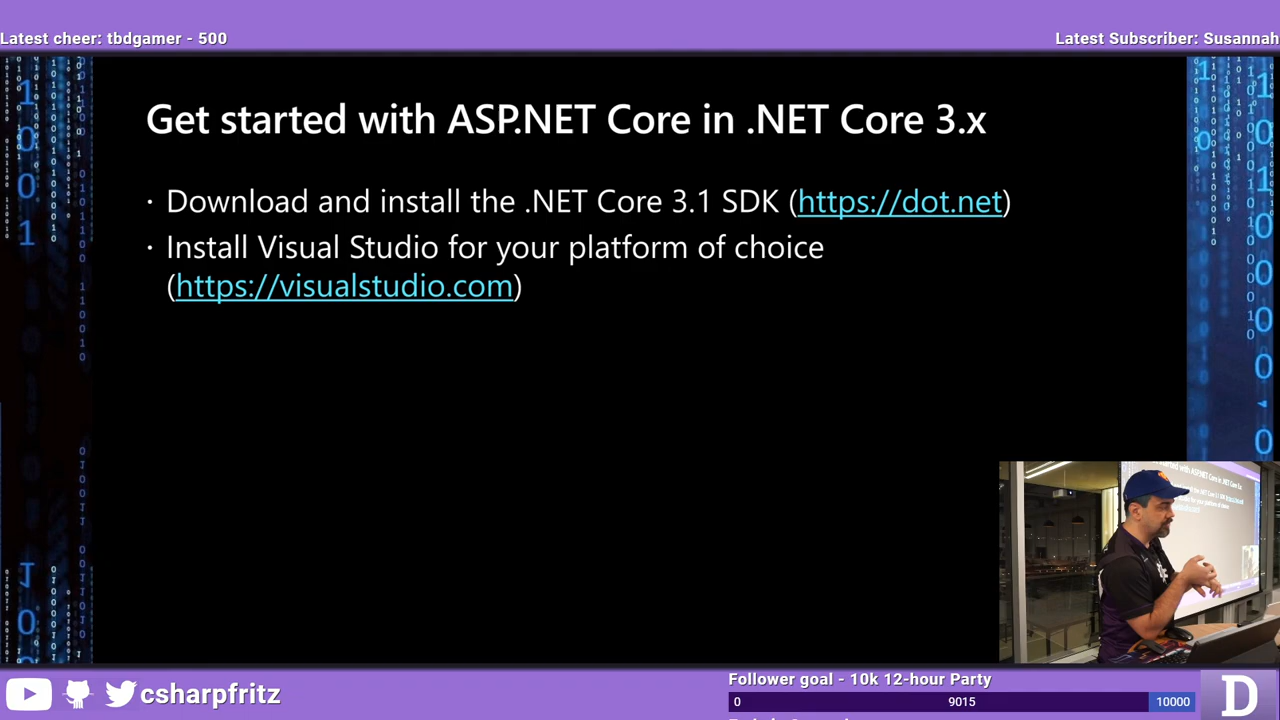 Latest cheer: tbdgamer - 500
Latest Subscriber: Susannah
Get started with ASP.NET Core in .NET Core 3.x
· Download and install the .NET Core 3.1 SDK (https://dot.net)
· Install Visual Studio for your platform of choice
(https://visualstudio.com)
csharpfritz
Follower goal - 10k 12-hour Party
0 9015 10000
D